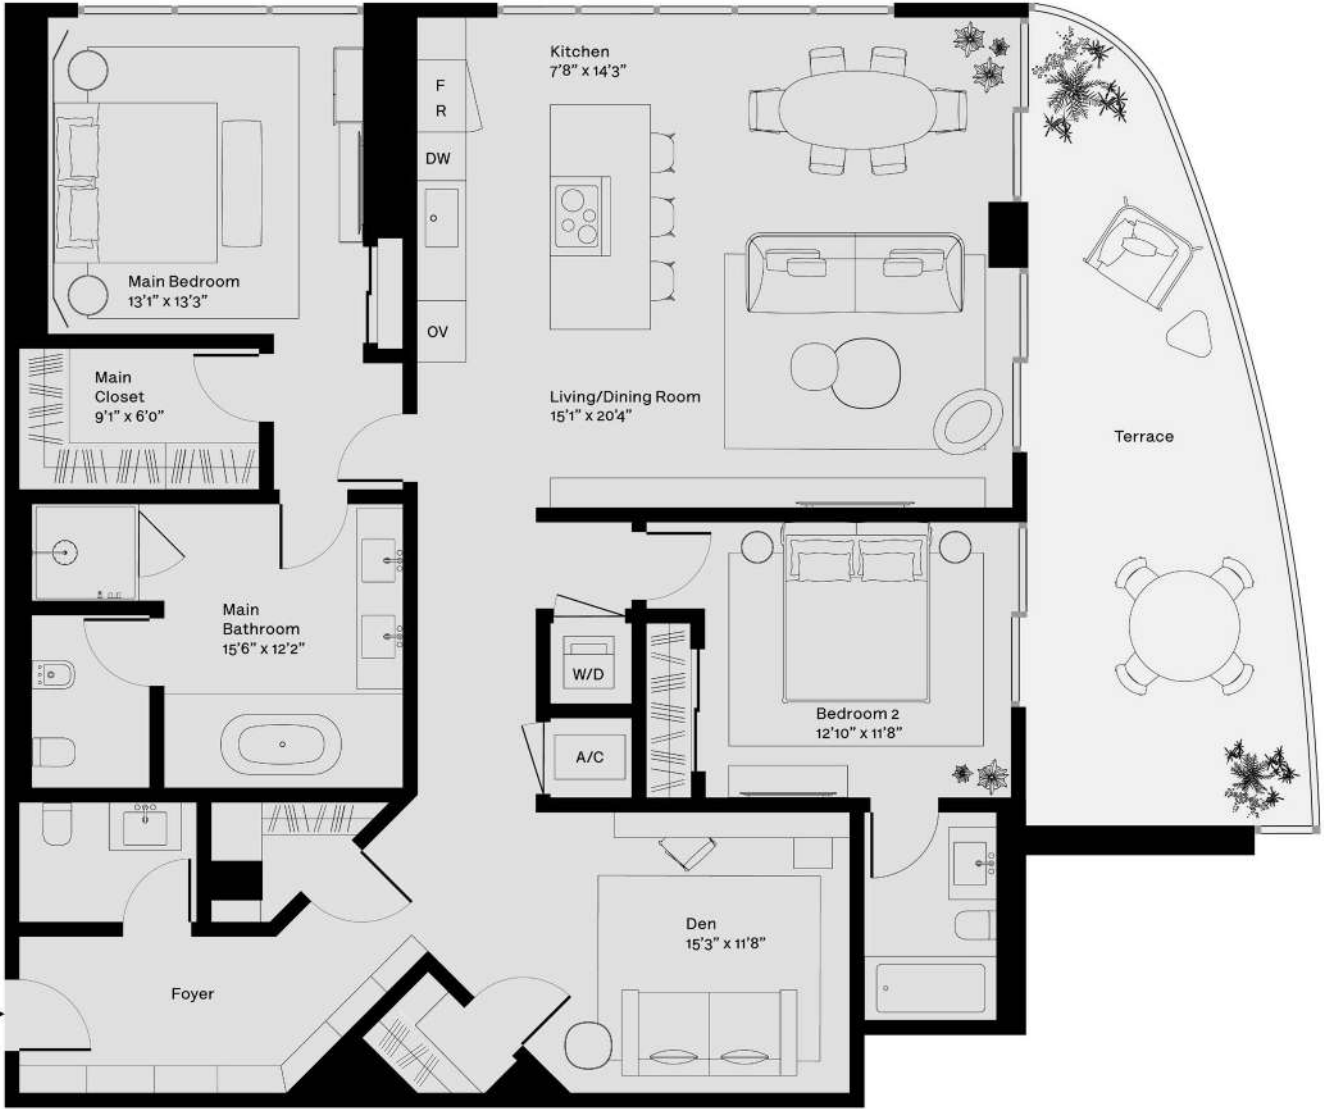 Kitchen
7'8" x 14'3"
F
R
DW
OV
Main Bedroom
13'1" x 13'3"
Main
Closet
9'1" x 6'0"
Living/Dining Room
15'1" x 20'4"
Terrace
Main
Bathroom
15'6" x 12'2"
W/D
A/C
Bedroom 2
12'10" x 11'8"
Den
15'3" x 11'8"
Foyer